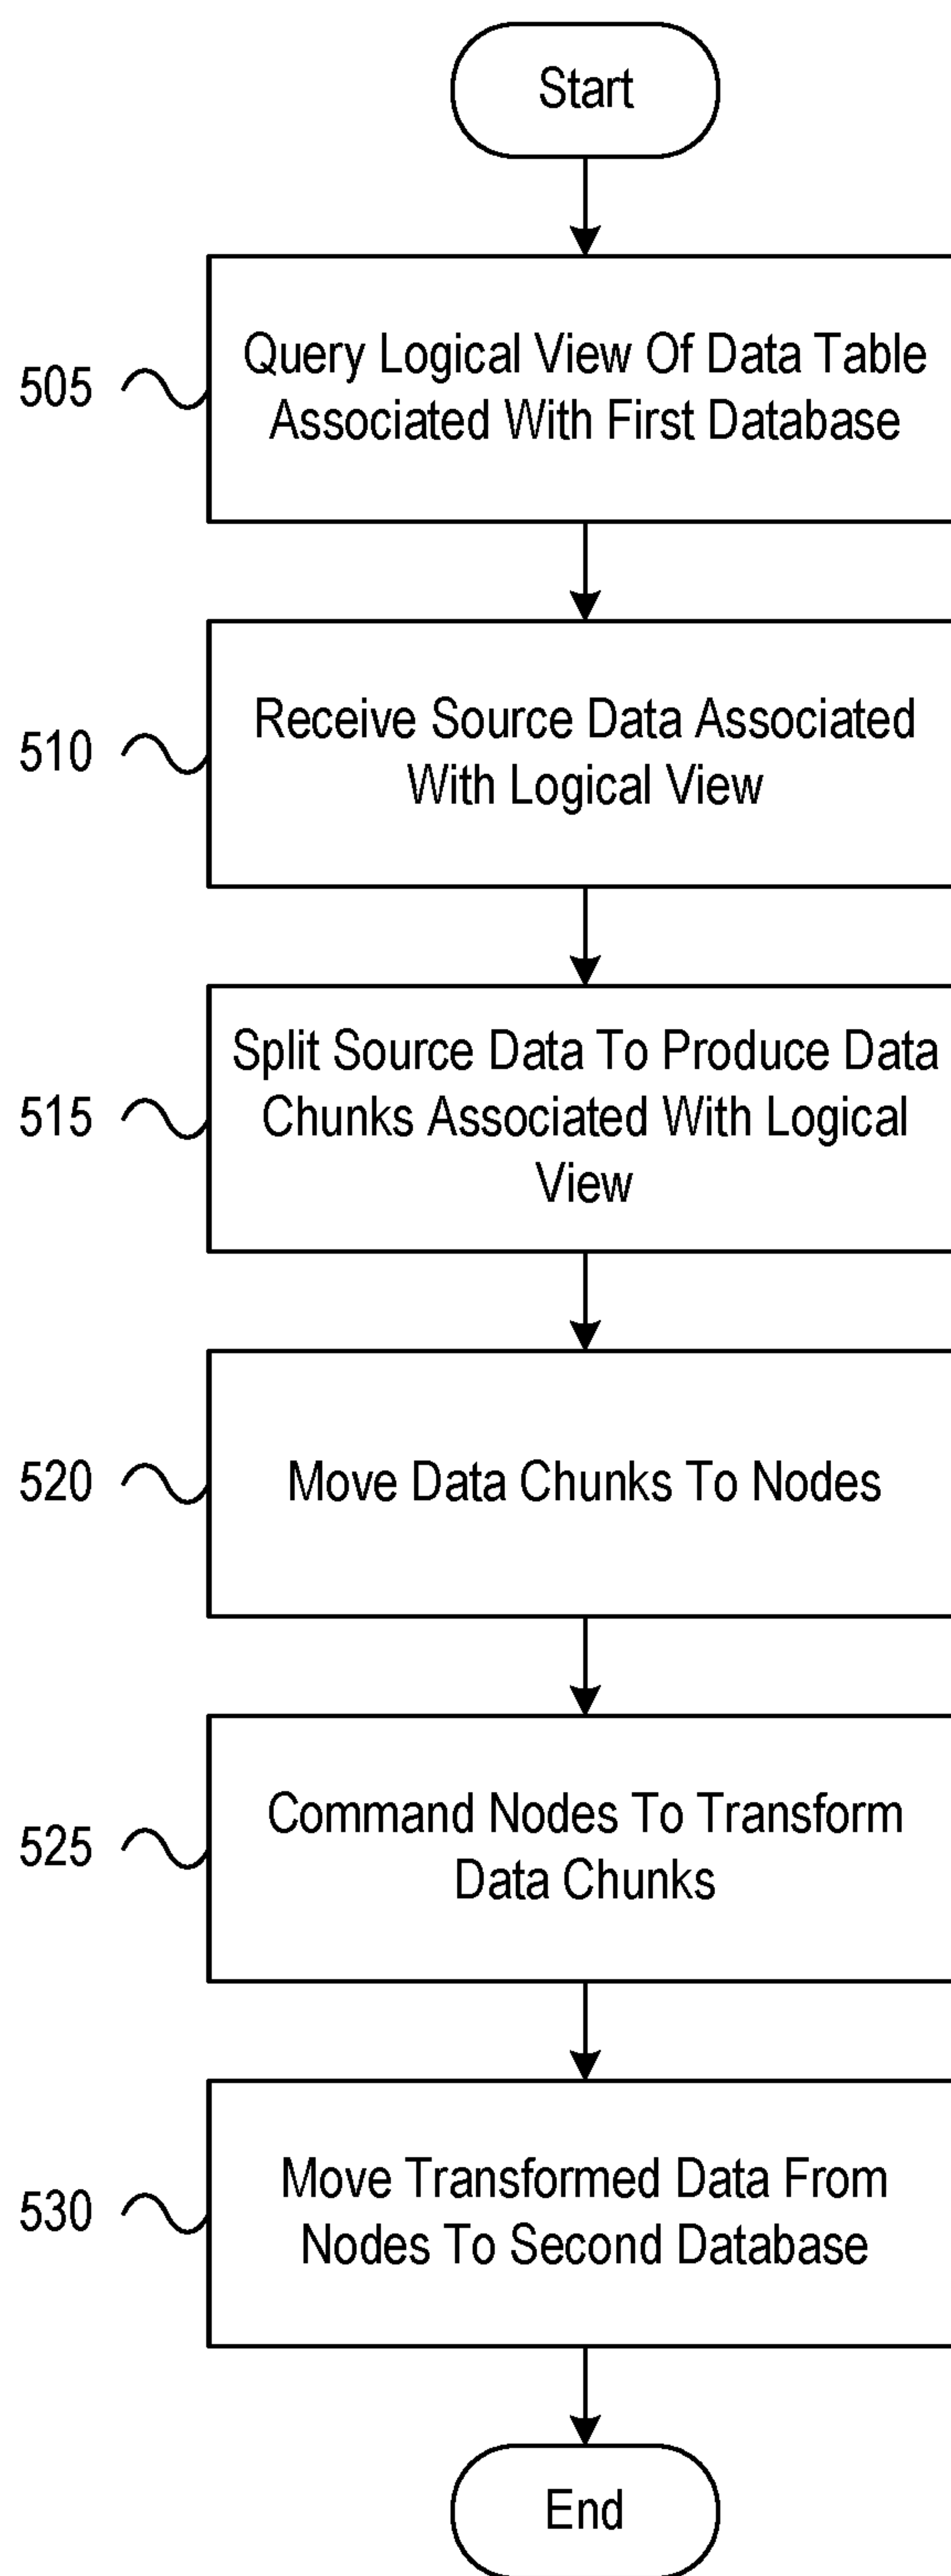 Start
505
Query Logical View Of Data Table
Associated With First Database
510
Receive Source Data Associated
With Logical View
515
Split Source Data To Produce Data
Chunks Associated With Logical
View
520
Move Data Chunks To Nodes
525
Command Nodes To Transform
Data Chunks
530
Move Transformed Data From
Nodes To Second Database
End